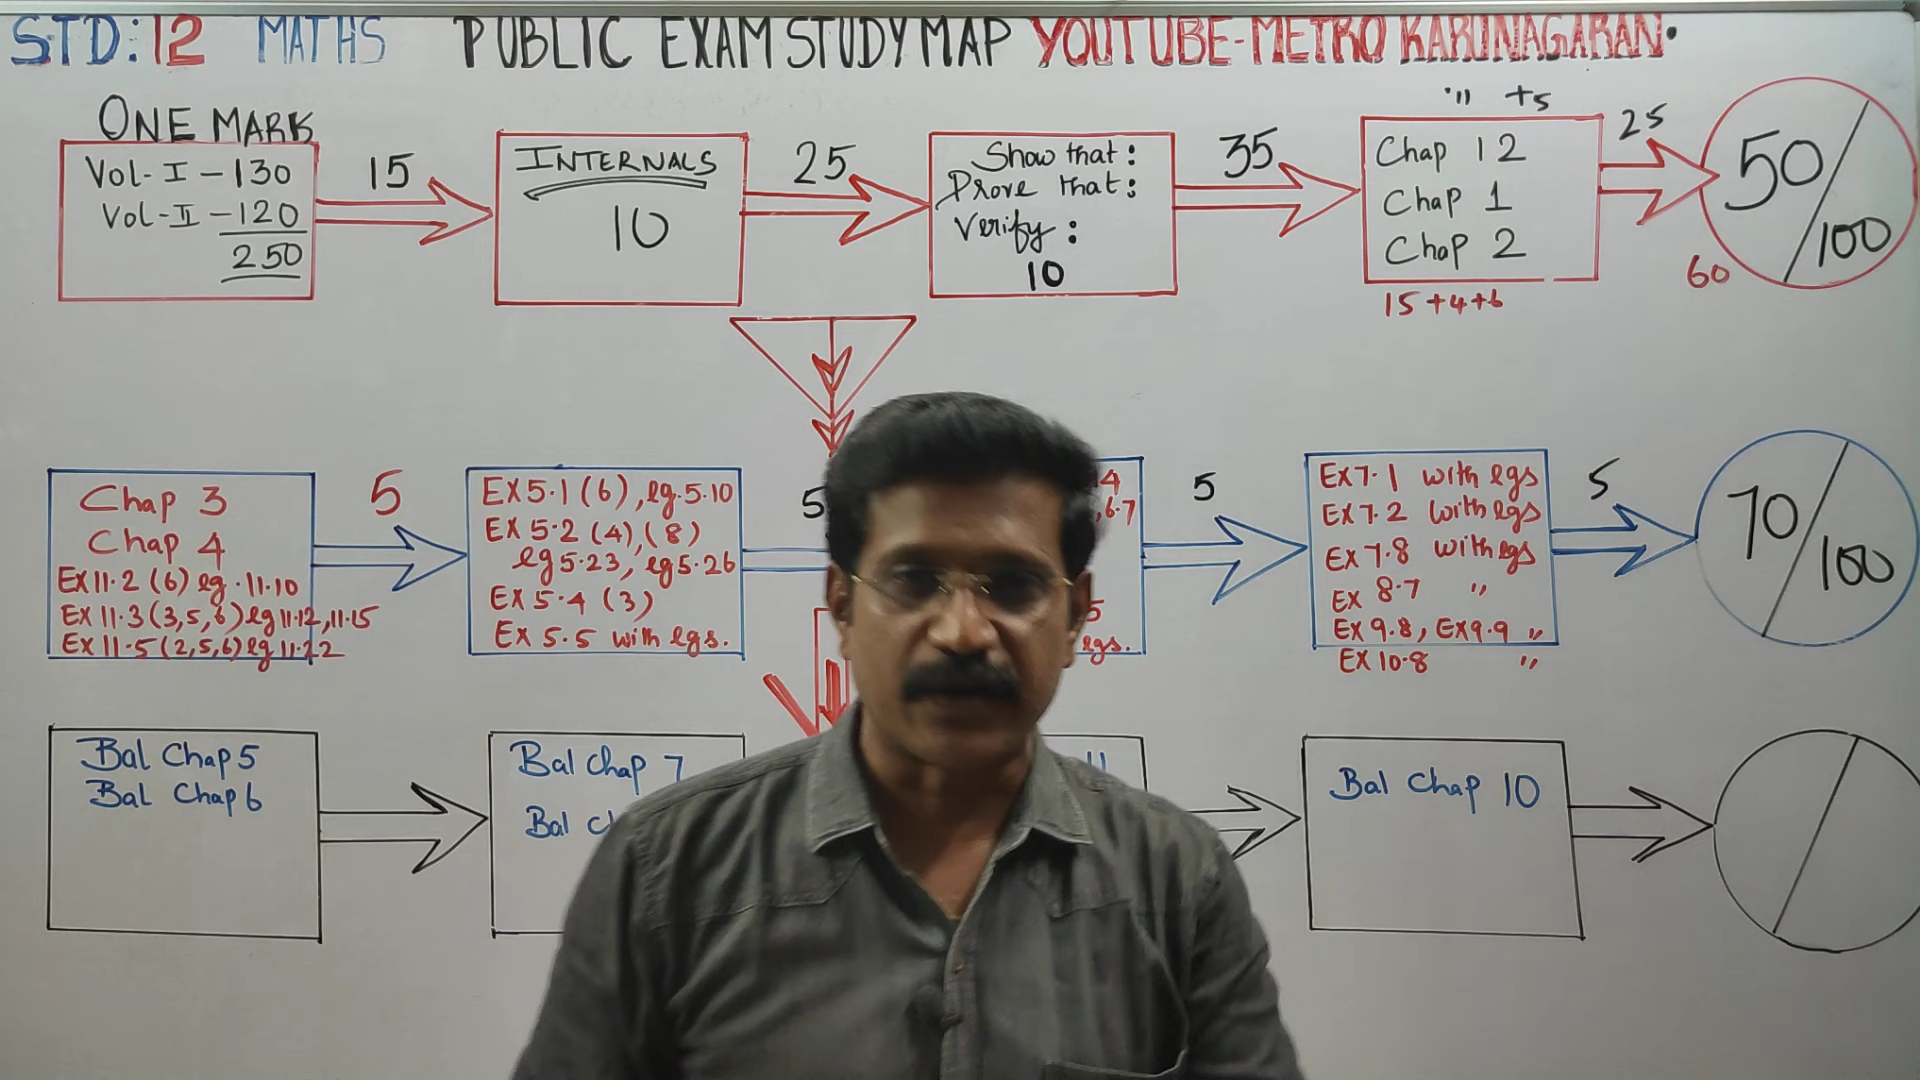 STD:12 MATHS PUBLIC EXAM STUDY MAP YOUTUBE-METRO KARUNAGARAN.
ONE MARK
Vol-I-130
Vol-II-120
250
15
INTERNALS
10
25
Show that:
Prove that:
Verify:
10
35
'' +5
Chap 12
Chap 1
Chap 2
15+4+6
25
50/100
60
Chap 3
Chap 4
EX 11.2 (6) eg.11.10
EX 11.3 (3,5,6) eg 11.12, 11.15
EX 11.5 (2,5,6) eg 11.22
5
EX 5.1 (6), eg.5.10
EX 5.2 (4), (8)
eg 5.23, eg 5.26
EX 5.4 (3)
EX 5.5 with egs.
5
4
,6.7
5
egs.
5
EX 7.1 with egs
EX 7.2 with egs
EX 7.8 with egs
EX 8.7 ''
EX 9.8, EX 9.9 ''
EX 10.8 ''
5
70/100
Bal Chap 5
Bal Chap 6
Bal Chap 7
Bal
11
Bal Chap 10